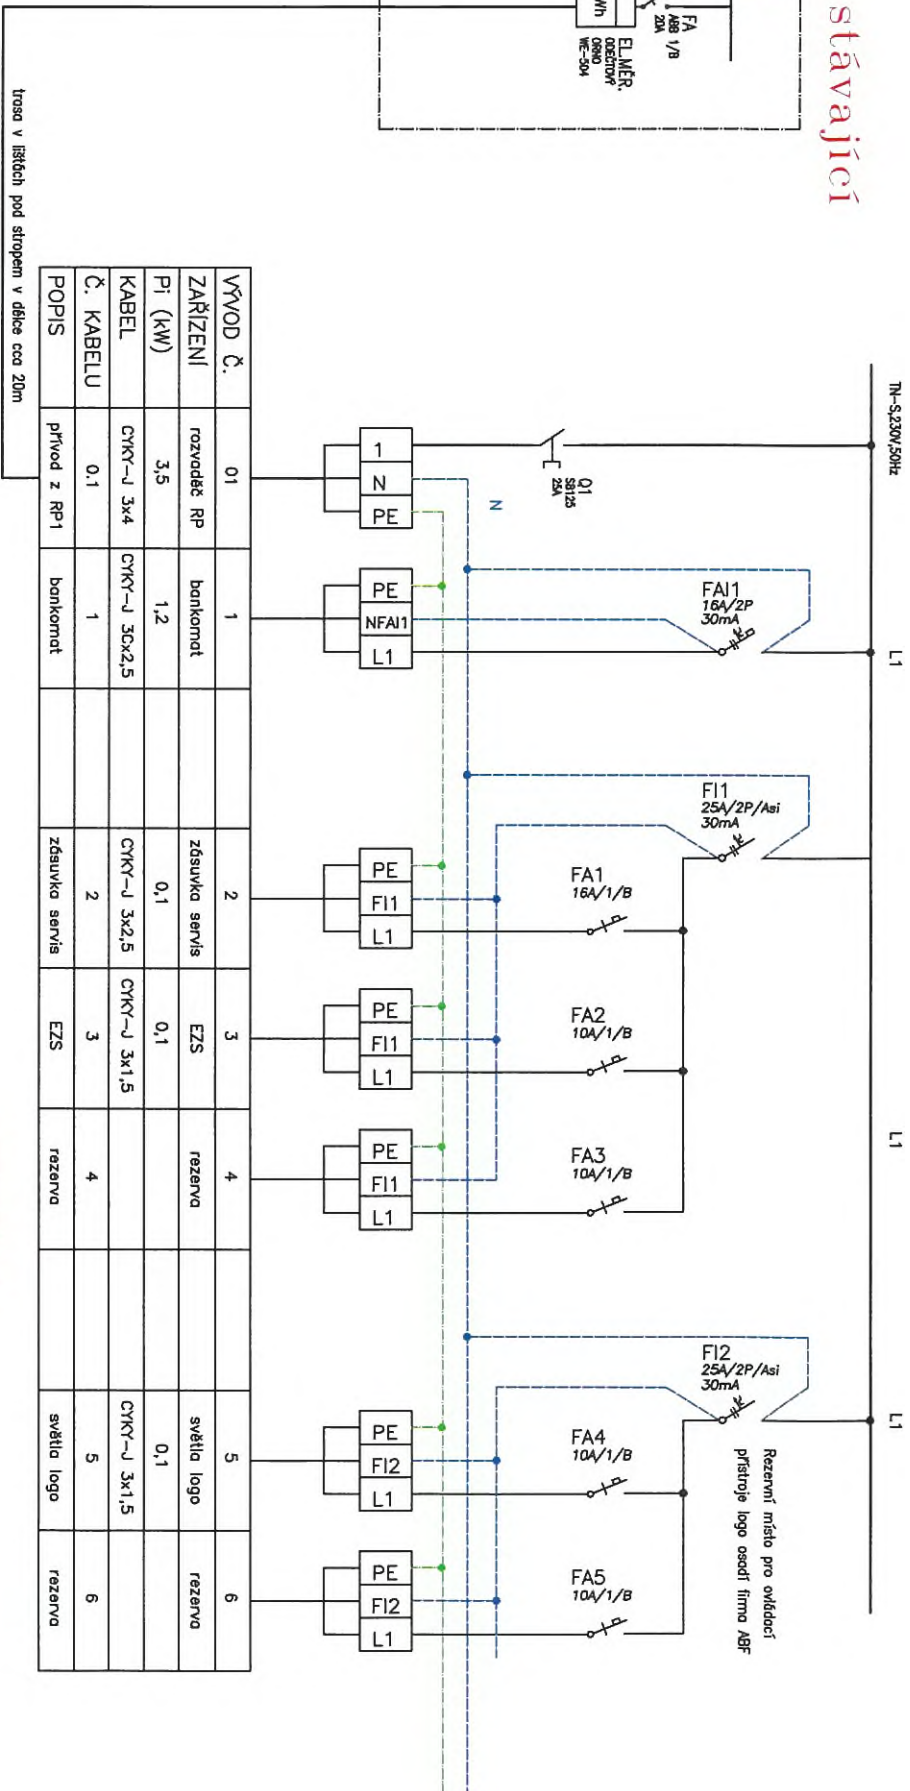 stávající
FA
ABB 1/B
20A
Wh
EL.MĚR.
ODEČTOVÝ
ORNO
WE-504
TN-S,230V,50Hz
L1
L1
L1
Q1
SB125
25A
N
FAI1
16A/2P
30mA
FI1
25A/2P/Asi
30mA
FI2
25A/2P/Asi
30mA
Rezervní místo pro ovládací
přístroje logo osadí firma ABF
FA1
16A/1/B
FA2
10A/1/B
FA3
10A/1/B
FA4
10A/1/B
FA5
10A/1/B
1 N PE
PE NFAI1 L1
PE FI1 L1
PE FI1 L1
PE FI1 L1
PE FI2 L1
PE FI2 L1
VÝVOD Č. 01 1 2 3 4 5 6
ZAŘÍZENÍ rozvaděč RP bankomat zásuvka servis EZS rezerva světla logo rezerva
Pi (kW) 3,5 1,2 0,1 0,1 0,1
KABEL CYKY-J 3x4 CYKY-J 3Cx2,5 CYKY-J 3x2,5 CYKY-J 3x1,5 CYKY-J 3x1,5
Č. KABELU 0.1 1 2 3 4 5 6
POPIS přívod z RP1 bankomat zásuvka servis EZS rezerva světla logo rezerva
trasa v lištách pod stropem v délce cca 20m